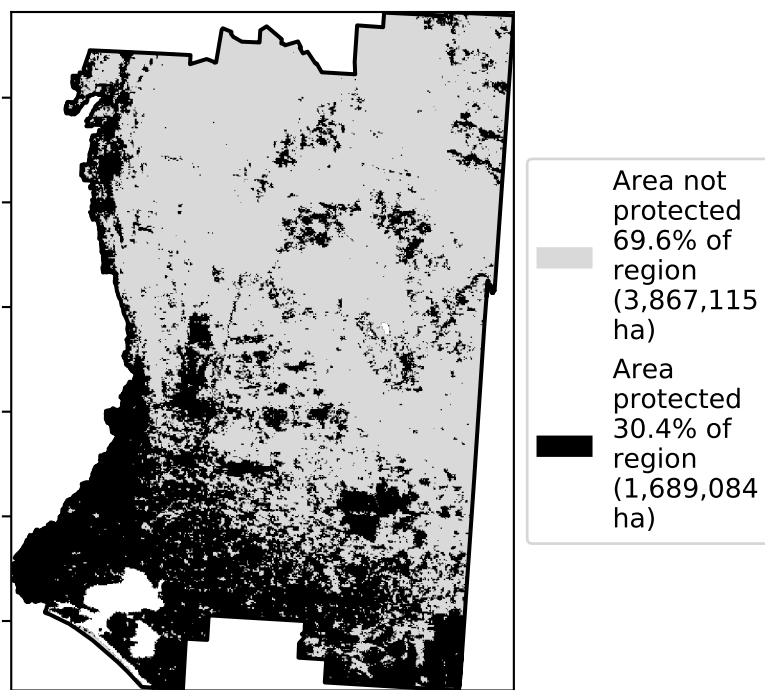 Area not
protected
69.6% of
region
(3,867,115
ha)
Area
protected
30.4% of
region
(1,689,084
ha)